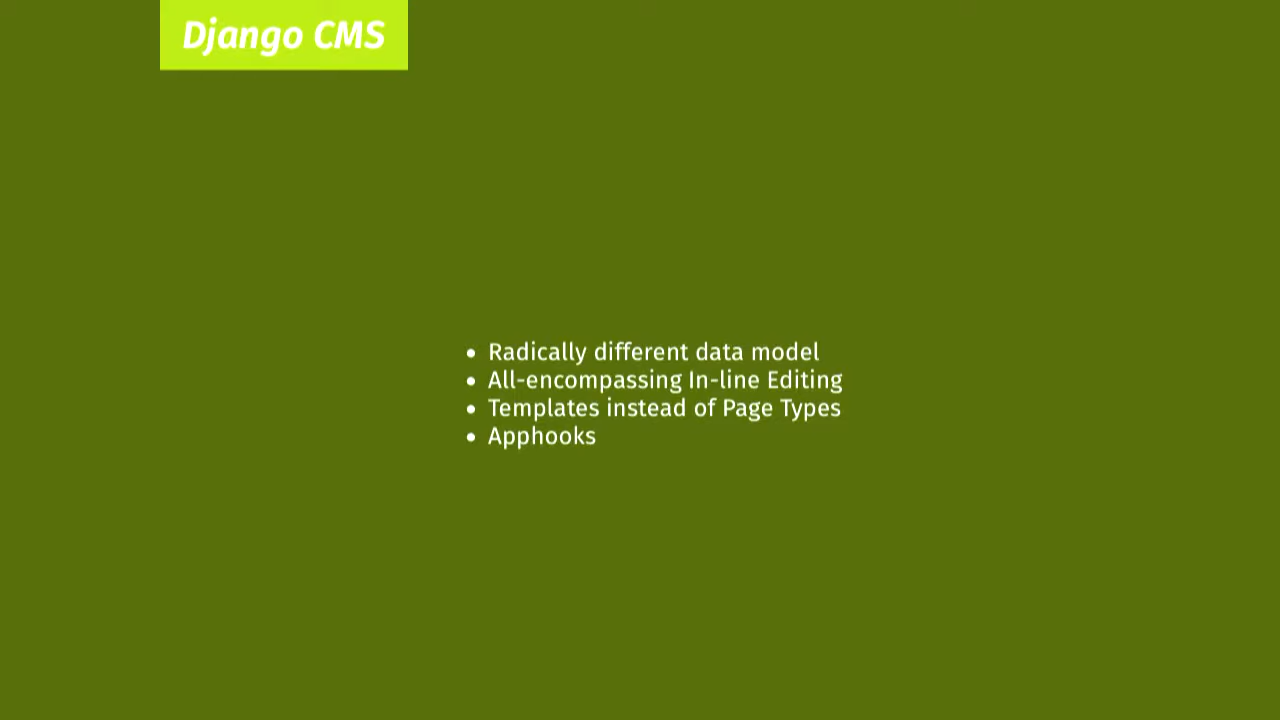 Django CMS
• Radically different data model
• All-encompassing In-line Editing
• Templates instead of Page Types
• Apphooks